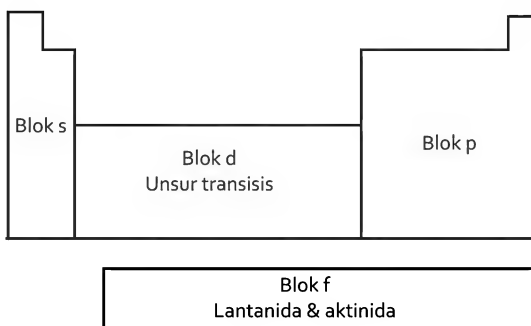 Blok s
Blok d
Unsur transisis
Blok p
Blok f
Lantanida & aktinida